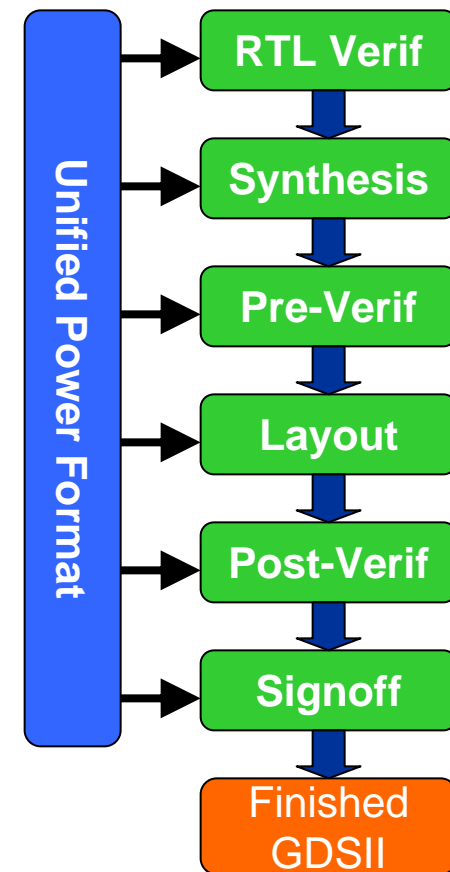 Unified Power Format
RTL Verif
Synthesis
Pre-Verif
Layout
Post-Verif
Signoff
Finished
GDSII